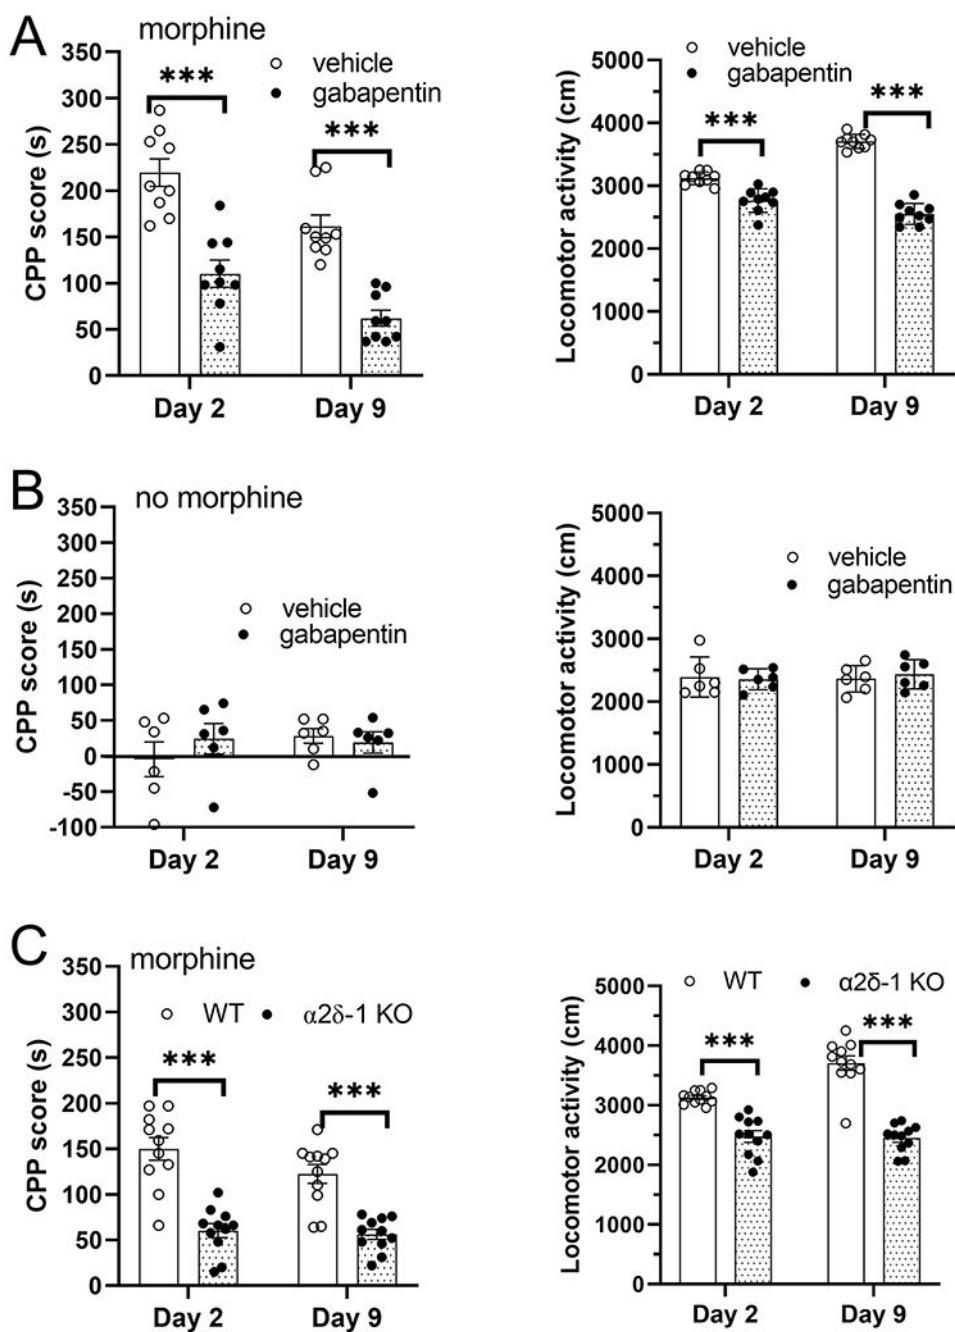 A
morphine
vehicle
gabapentin
***
***
CPP score (s)
350
300
250
200
150
100
50
0
Day 2
Day 9
vehicle
gabapentin
***
***
Locomotor activity (cm)
5000
4000
3000
2000
1000
0
Day 2
Day 9
B
no morphine
vehicle
gabapentin
CPP score (s)
350
300
250
200
150
100
50
0
-50
-100
Day 2
Day 9
vehicle
gabapentin
Locomotor activity (cm)
5000
4000
3000
2000
1000
0
Day 2
Day 9
C
morphine
WT
α2δ-1 KO
***
***
CPP score (s)
350
300
250
200
150
100
50
0
Day 2
Day 9
WT
α2δ-1 KO
***
***
Locomotor activity (cm)
5000
4000
3000
2000
1000
0
Day 2
Day 9